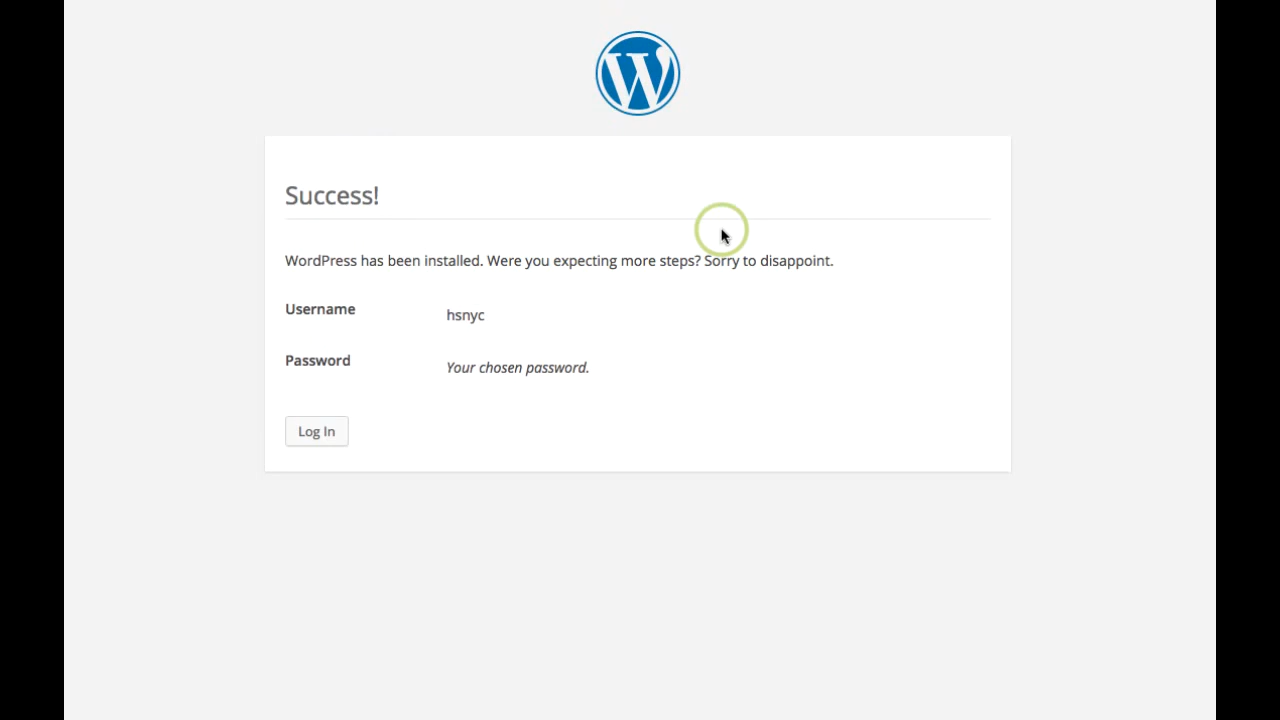 Success!
WordPress has been installed. Were you expecting more steps? Sorry to disappoint.
Username hsnyc
Password Your chosen password.
Log In